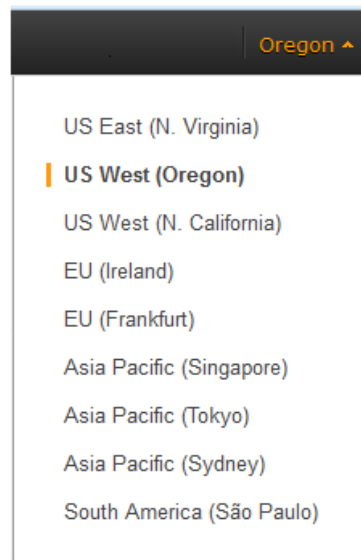 Oregon
US East (N. Virginia)
US West (Oregon)
US West (N. California)
EU (Ireland)
EU (Frankfurt)
Asia Pacific (Singapore)
Asia Pacific (Tokyo)
Asia Pacific (Sydney)
South America (São Paulo)